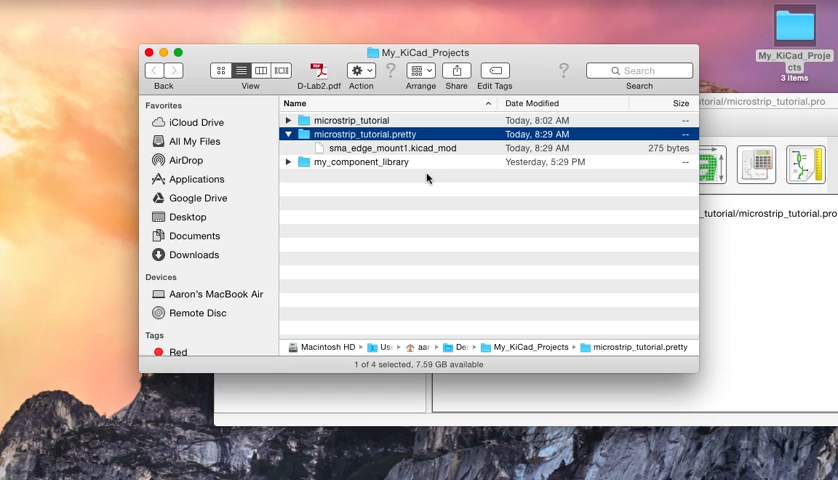 My_KiCad_Projects
Back
View
D-Lab2.pdf
Action
Arrange
Share
Edit Tags
Search
Search
Favorites
iCloud Drive
All My Files
AirDrop
Applications
Google Drive
Desktop
Documents
Downloads
Devices
Aaron's MacBook Air
Remote Disc
Tags
Red
Name Date Modified Size
microstrip_tutorial Today, 8:02 AM --
microstrip_tutorial.pretty Today, 8:29 AM --
sma_edge_mount1.kicad_mod Today, 8:29 AM 275 bytes
my_component_library Yesterday, 5:29 PM --
Macintosh HD Us aar De My_KiCad_Projects microstrip_tutorial.pretty
1 of 4 selected, 7.59 GB available
My_KiCad_Proje
cts
3 items
torial/microstrip_tutorial.pro
_tutorial/microstrip_tutorial.pro